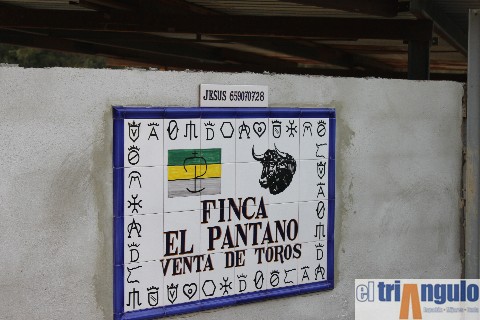 JESUS 659070728
FINCA
EL PANTANO
VENTA DE TOROS
el triAngulo